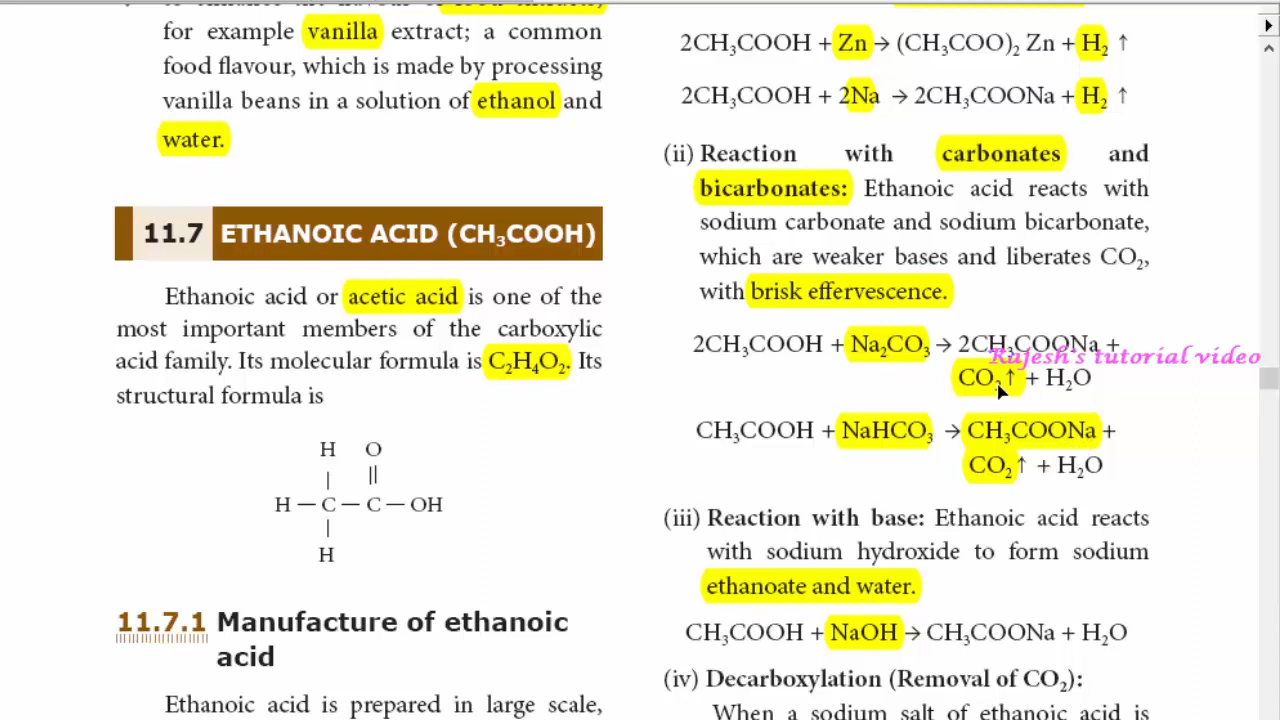 for example vanilla extract; a common
food flavour, which is made by processing
vanilla beans in a solution of ethanol and
water.
11.7 ETHANOIC ACID (CH₃COOH)
Ethanoic acid or acetic acid is one of the
most important members of the carboxylic
acid family. Its molecular formula is C₂H₄O₂. Its
structural formula is
H O
| ||
H — C — C — OH
|
H
11.7.1 Manufacture of ethanoic
acid
Ethanoic acid is prepared in large scale,
2CH₃COOH + Zn → (CH₃COO)₂ Zn + H₂ ↑
2CH₃COOH + 2Na → 2CH₃COONa + H₂ ↑
(ii) Reaction with carbonates and
bicarbonates: Ethanoic acid reacts with
sodium carbonate and sodium bicarbonate,
which are weaker bases and liberates CO₂,
with brisk effervescence.
2CH₃COOH + Na₂CO₃ → 2CH₃COONa +
Rajesh's tutorial video
CO₂↑ + H₂O
CH₃COOH + NaHCO₃ → CH₃COONa +
CO₂↑ + H₂O
(iii) Reaction with base: Ethanoic acid reacts
with sodium hydroxide to form sodium
ethanoate and water.
CH₃COOH + NaOH → CH₃COONa + H₂O
(iv) Decarboxylation (Removal of CO₂):
When a sodium salt of ethanoic acid is